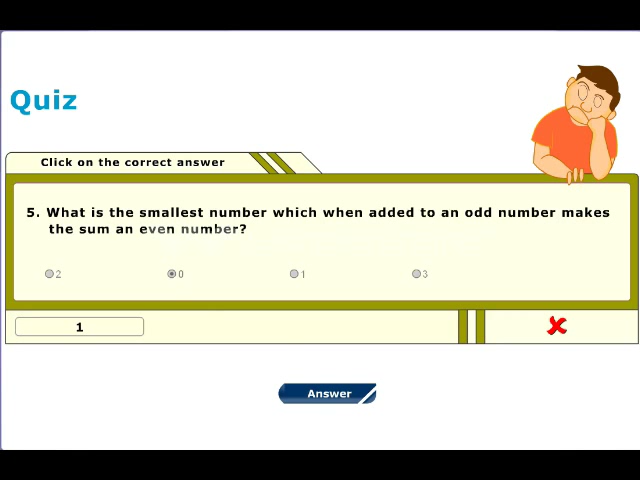 Quiz
Click on the correct answer
5. What is the smallest number which when added to an odd number makes
the sum an even number?
2 0 1 3
1
Answer